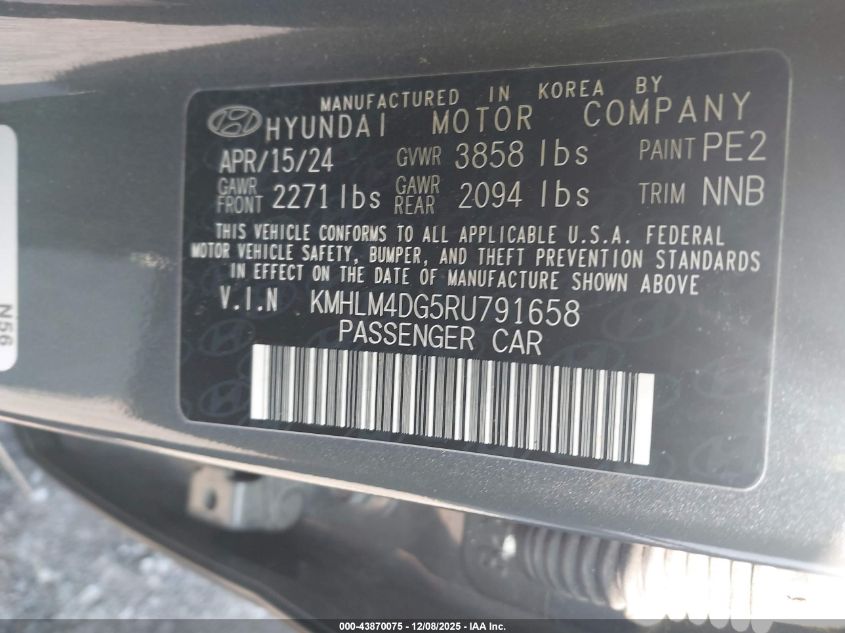 MANUFACTURED IN KOREA BY
HYUNDAI MOTOR COMPANY
APR/15/24 GVWR 3858 lbs PAINT PE2
GAWR FRONT 2271 lbs GAWR REAR 2094 lbs TRIM NNB
THIS VEHICLE CONFORMS TO ALL APPLICABLE U.S.A. FEDERAL
MOTOR VEHICLE SAFETY, BUMPER, AND THEFT PREVENTION STANDARDS
IN EFFECT ON THE DATE OF MANUFACTURE SHOWN ABOVE
V.I.N KMHLM4DG5RU791658
PASSENGER CAR
N56
000-43870075 - 12/08/2025 - IAA Inc.